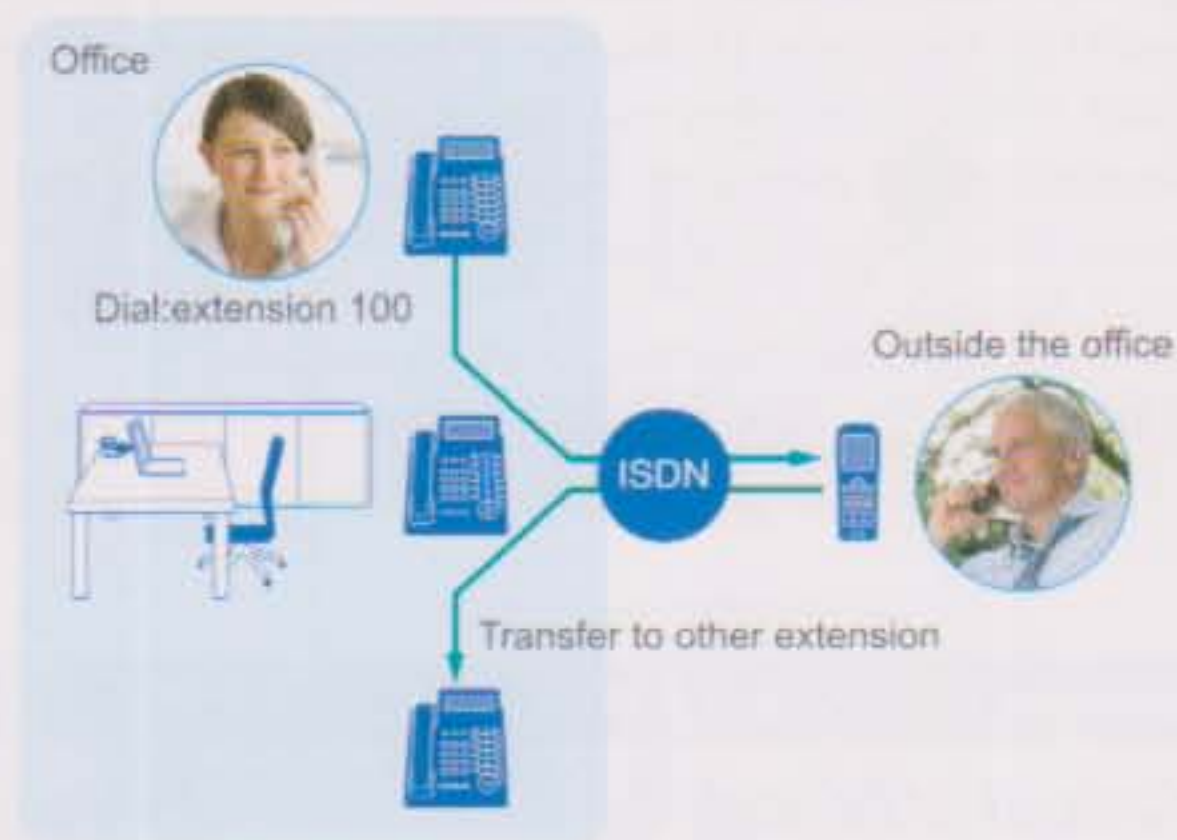 Office
Dial:extension 100
Outside the office
ISDN
Transfer to other extension